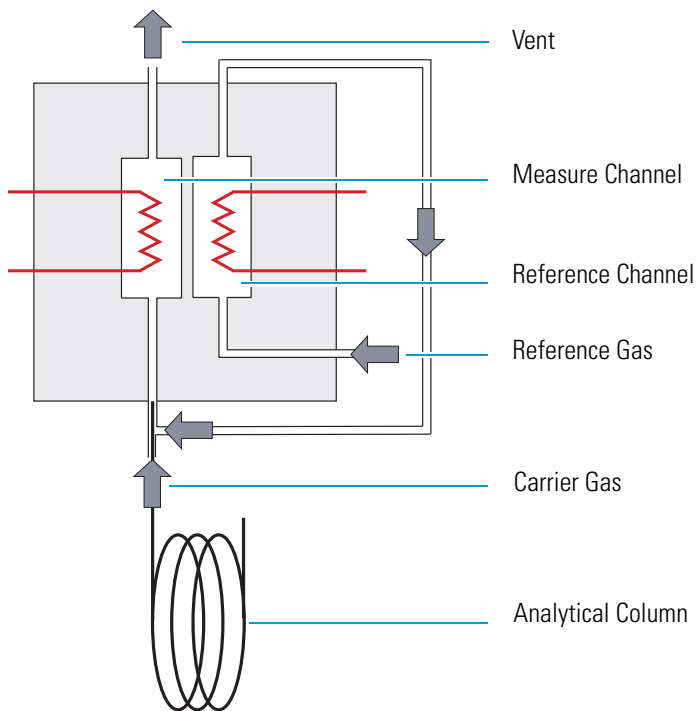 Vent
Measure Channel
Reference Channel
Reference Gas
Carrier Gas
Analytical Column